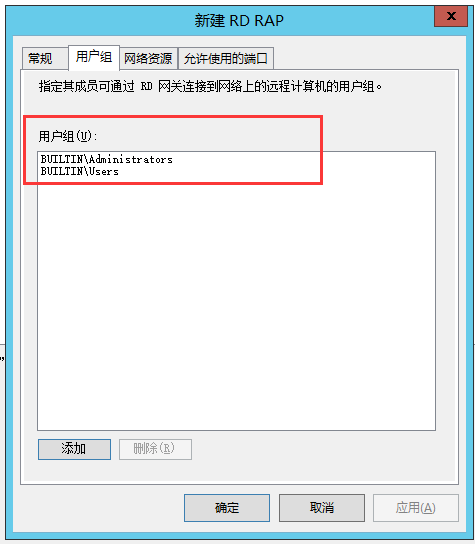 新建 RD RAP
x
常规 用户组 网络资源 允许使用的端口
指定其成员可通过 RD 网关连接到网络上的远程计算机的用户组。
用户组(U):
BUILTIN\Administrators
BUILTIN\Users
”
添加 删除(R)
确定 取消 应用(A)